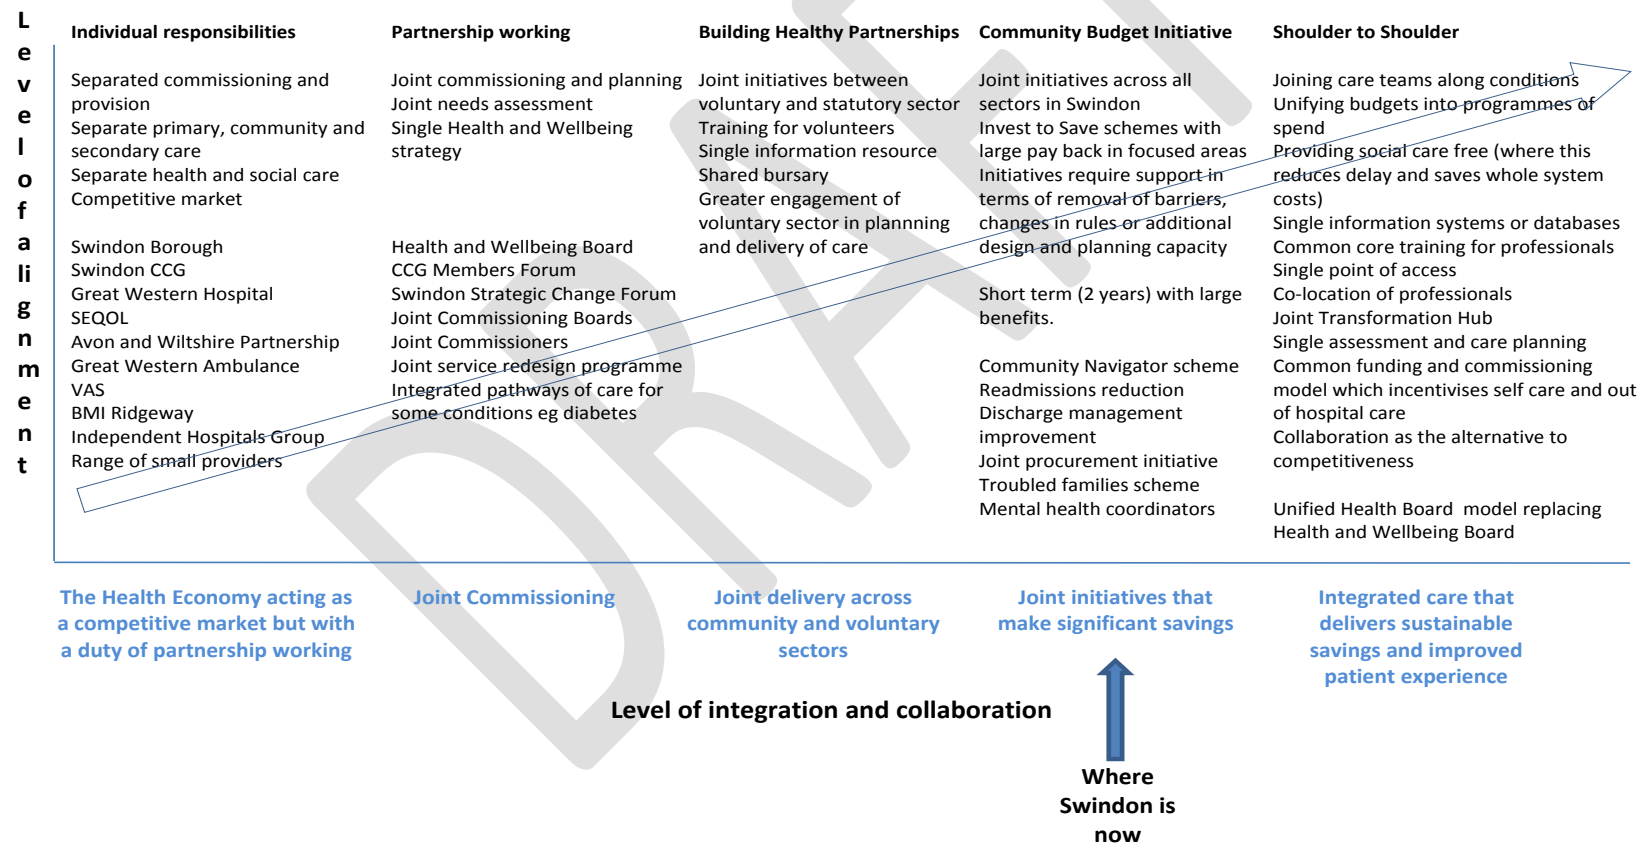 Level of alignment
Individual responsibilities
Separated commissioning and
provision
Separate primary, community and
secondary care
Separate health and social care
Competitive market
Swindon Borough
Swindon CCG
Great Western Hospital
SEQOL
Avon and Wiltshire Partnership
Great Western Ambulance
VAS
BMI Ridgeway
Independent Hospitals Group
Range of small providers
Partnership working
Joint commissioning and planning
Joint needs assessment
Single Health and Wellbeing
strategy
Health and Wellbeing Board
CCG Members Forum
Swindon Strategic Change Forum
Joint Commissioning Boards
Joint Commissioners
Joint service redesign programme
Integrated pathways of care for
some conditions eg diabetes
Building Healthy Partnerships
Joint initiatives between
voluntary and statutory sector
Training for volunteers
Single information resource
Shared bursary
Greater engagement of
voluntary sector in plannning
and delivery of care
Community Budget Initiative
Joint initiatives across all
sectors in Swindon
Invest to Save schemes with
large pay back in focused areas
Initiatives require support in
terms of removal of barriers,
changes in rules or additional
design and planning capacity
Short term (2 years) with large
benefits.
Community Navigator scheme
Readmissions reduction
Discharge management
improvement
Joint procurement initiative
Troubled families scheme
Mental health coordinators
Shoulder to Shoulder
Joining care teams along conditions
Unifying budgets into programmes of
spend
Providing social care free (where this
reduces delay and saves whole system
costs)
Single information systems or databases
Common core training for professionals
Single point of access
Co-location of professionals
Joint Transformation Hub
Single assessment and care planning
Common funding and commissioning
model which incentivises self care and out
of hospital care
Collaboration as the alternative to
competitiveness
Unified Health Board model replacing
Health and Wellbeing Board
The Health Economy acting as
a competitive market but with
a duty of partnership working
Joint Commissioning
Joint delivery across
community and voluntary
sectors
Joint initiatives that
make significant savings
Integrated care that
delivers sustainable
savings and improved
patient experience
Level of integration and collaboration
Where
Swindon is
now
DRAFT